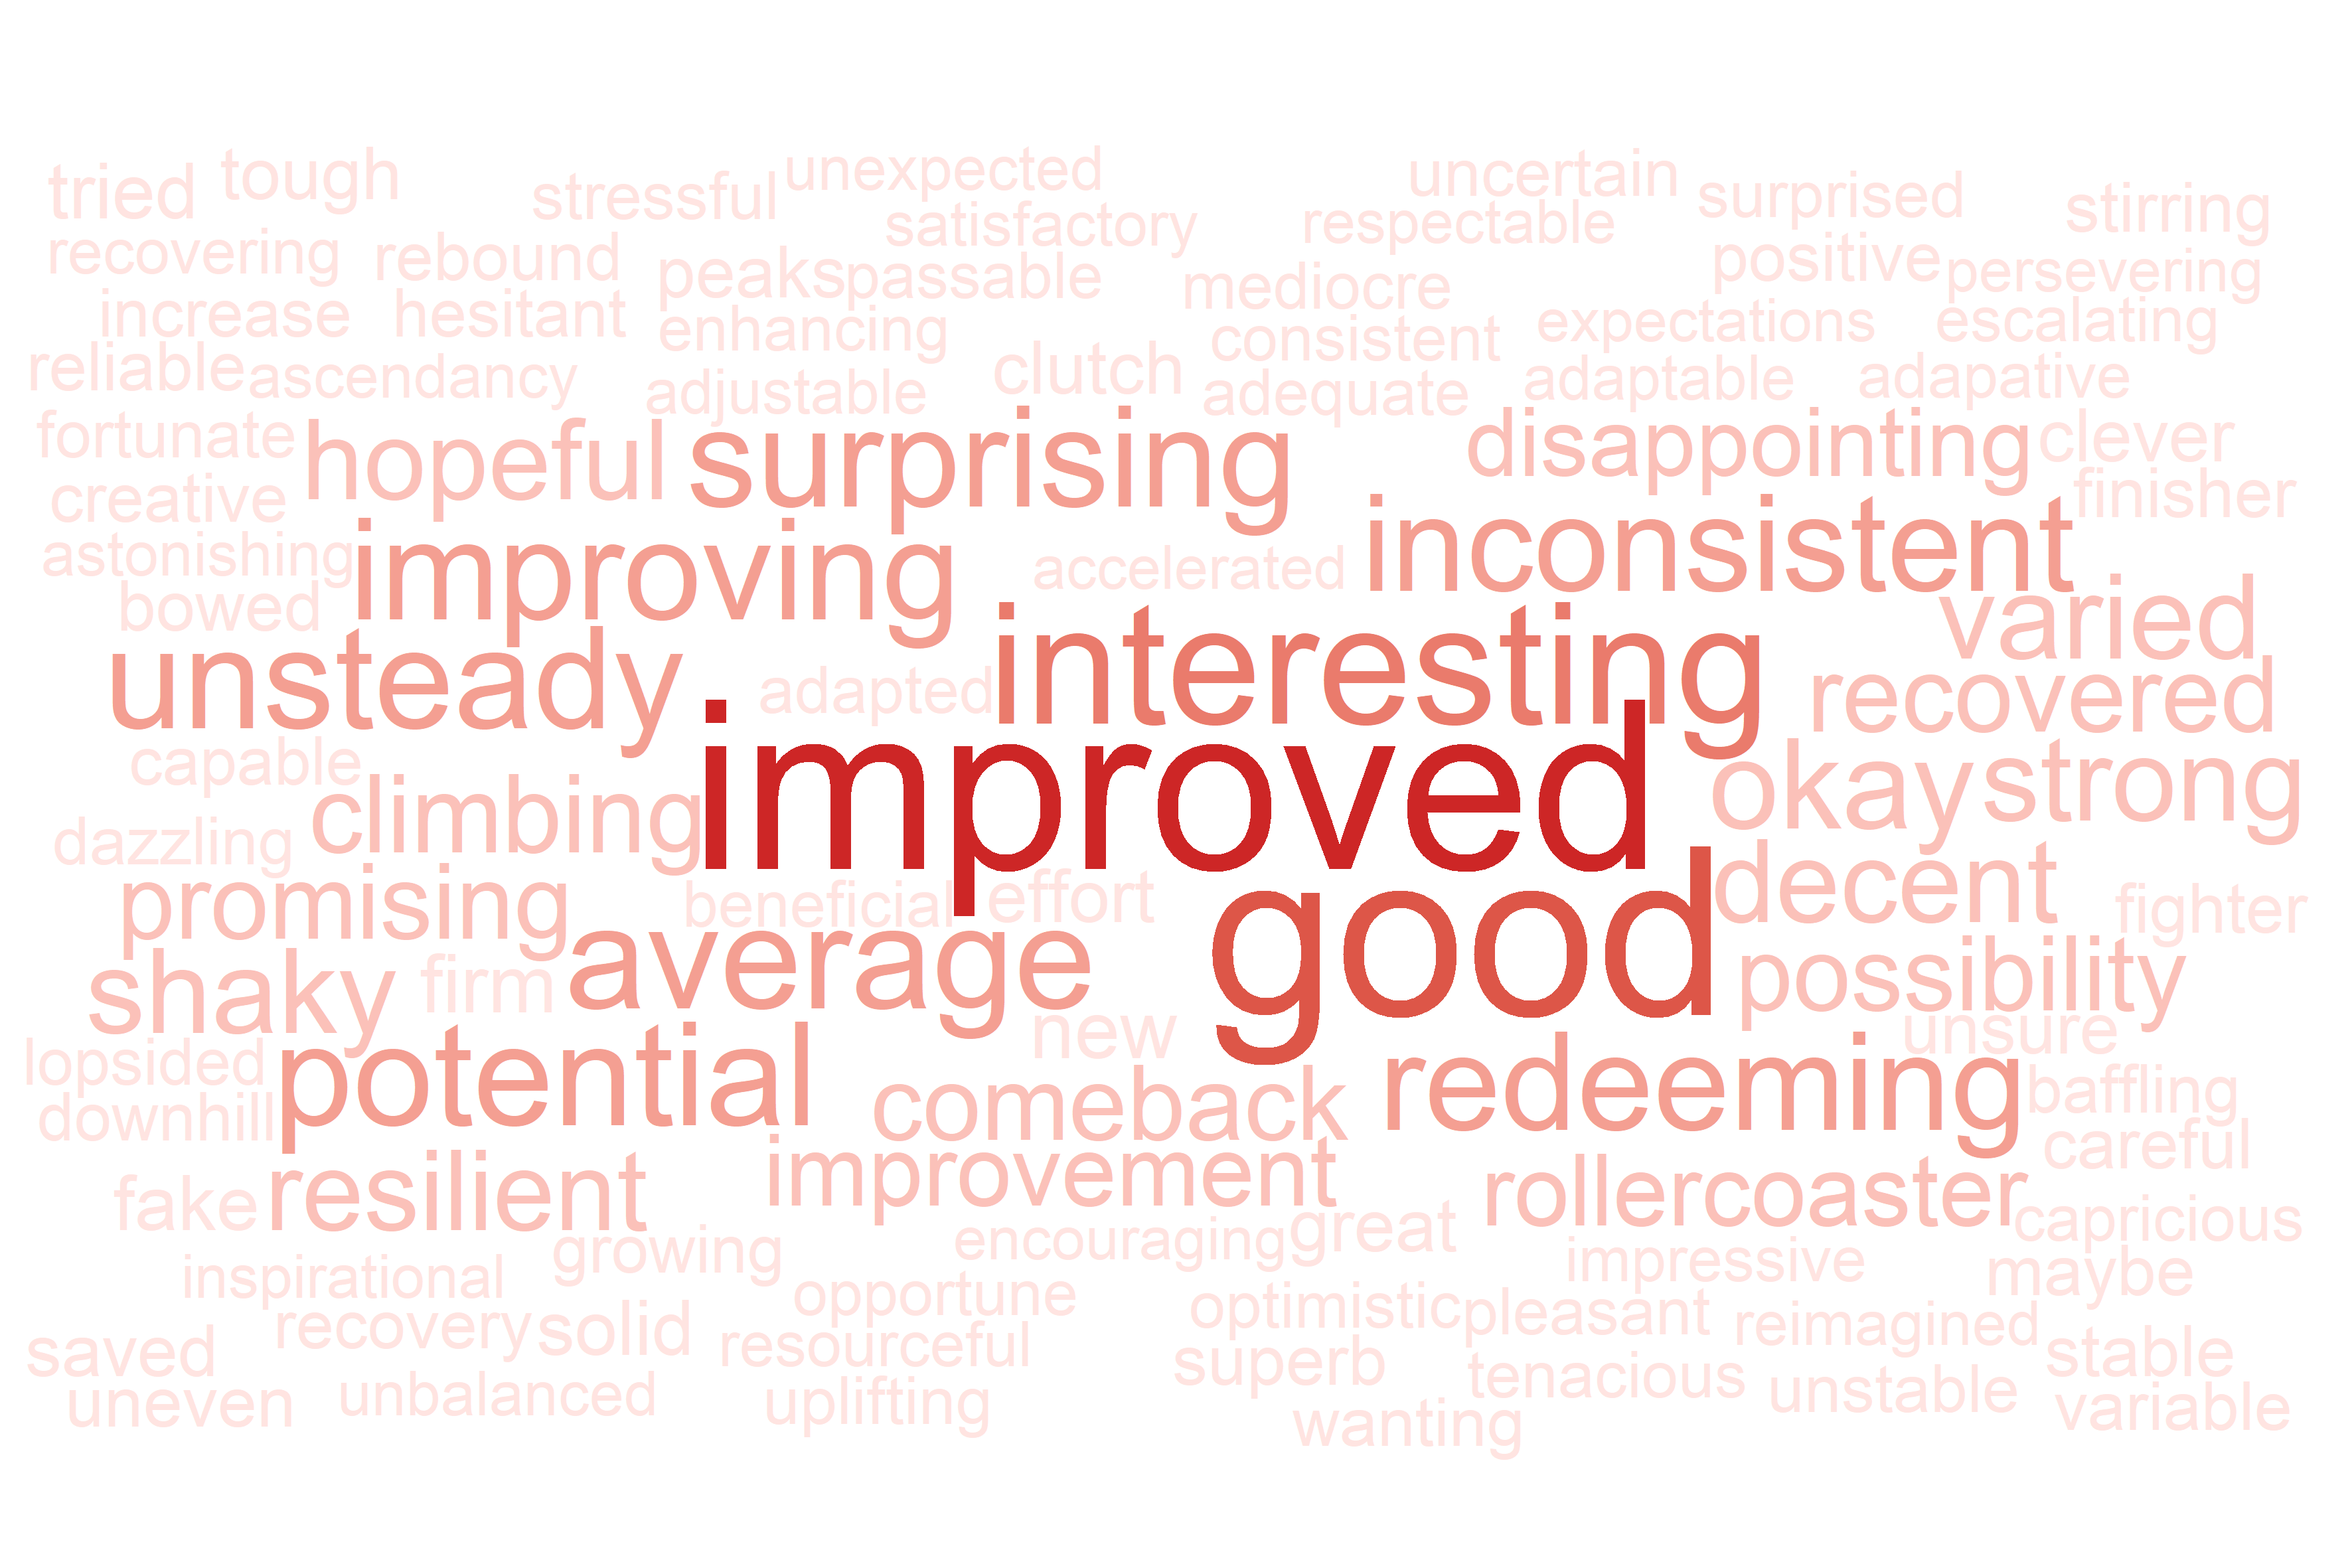 tried tough stressful unexpected uncertain surprised stirring
recovering rebound satisfactory respectable positive persevering
increase hesitant peaks passable mediocre expectations escalating
reliable ascendancy enhancing clutch consistent adaptable adapative
fortunate hopeful adjustable surprising adequate disappointing clever
creative finisher
astonishing improving accelerated inconsistent
bowed varied
unsteady adapted interesting recovered
capable climbing improved okay strong
dazzling
promising beneficial effort good decent fighter
shaky firm average possibility
lopsided potential new redeeming unsure
downhill comeback baffling
careful
fake resilient improvement rollercoaster capricious
inspirational growing encouraging great impressive maybe
recovery solid opportune optimistic pleasant reimagined
saved resourceful superb tenacious stable
uneven unbalanced uplifting wanting unstable variable